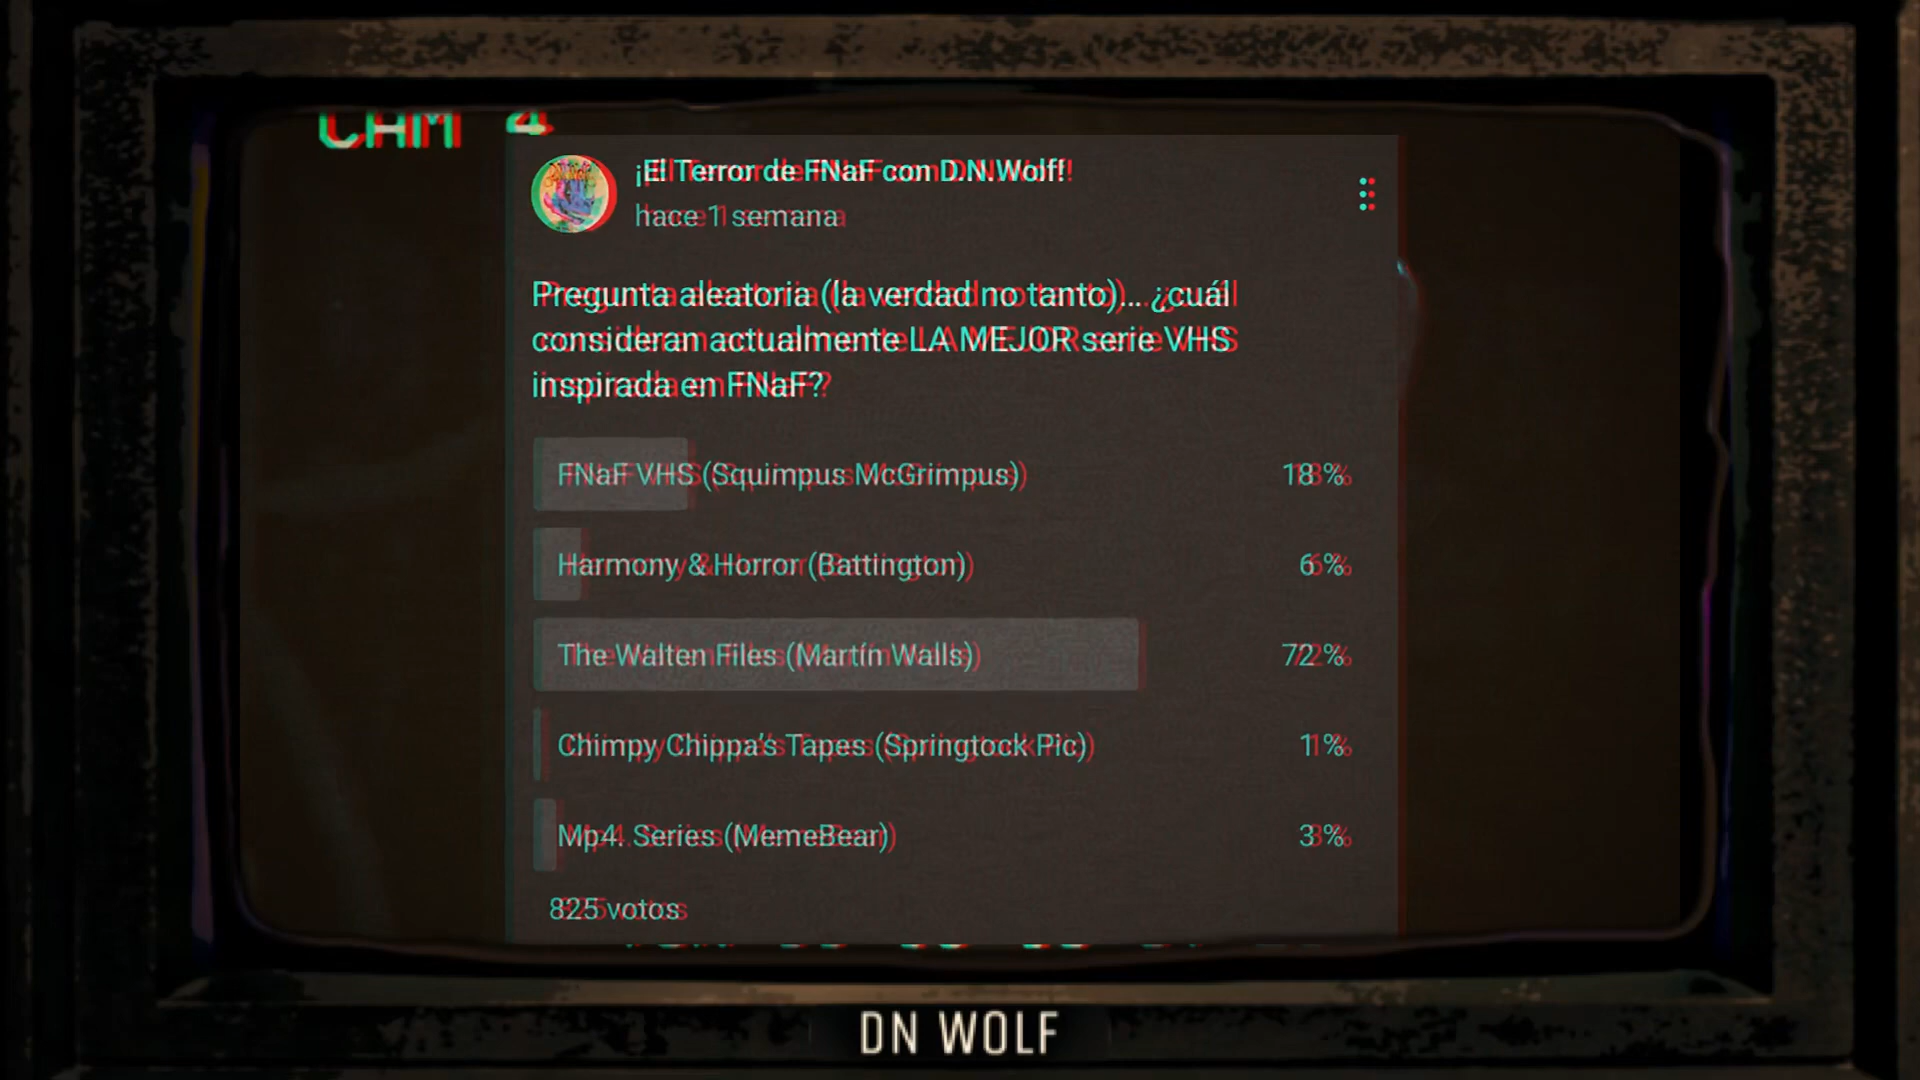 CAM 4
¡El Terror de FNaF con D.N.Wolf!
hace 1 semana
Pregunta aleatoria (la verdad no tanto)... ¿cuál
consideran actualmente LA MEJOR serie VHS
inspirada en FNaF?
FNaF VHS (Squimpus McGrimpus) 18%
Harmony & Horror (Battington) 6%
The Walten Files (Martín Walls) 72%
Chimpy Chippa's Tapes (Springtock Pic) 1%
Mp4. Series (MemeBear) 3%
825 votos
DN WOLF